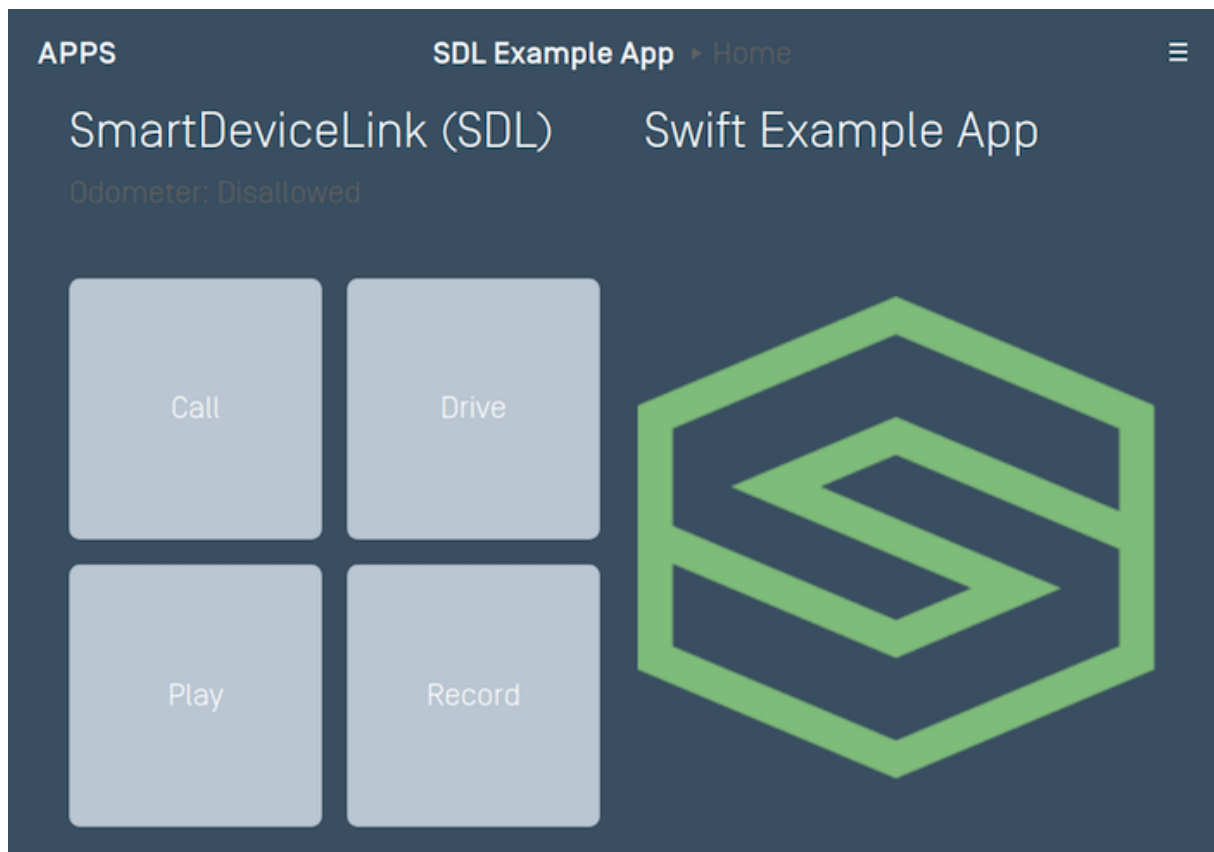 APPS SDL Example App ▸ Home ☰
SmartDeviceLink (SDL) Swift Example App
Odometer: Disallowed
Call Drive
Play Record